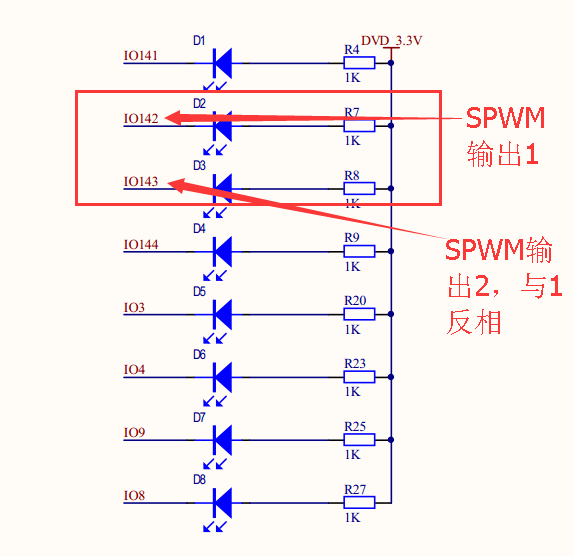 D1
DVD_3.3V
IO141
R4
1K
D2
IO142
R7
1K
SPWM
输出1
D3
IO143
R8
1K
D4
IO144
R9
1K
SPWM输
出2，与1
反相
D5
IO3
R20
1K
D6
IO4
R23
1K
D7
IO9
R25
1K
D8
IO8
R27
1K